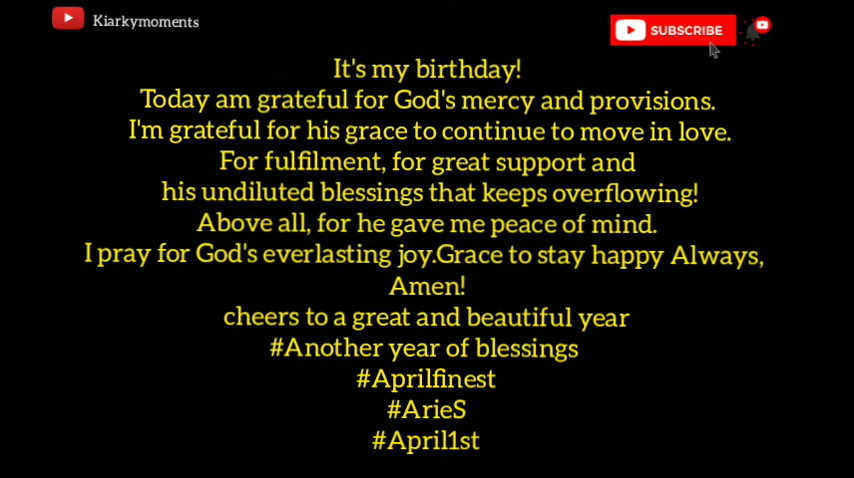 Kiarkymoments
SUBSCRIBE
It's my birthday!
Today am grateful for God's mercy and provisions.
I'm grateful for his grace to continue to move in love.
For fulfilment, for great support and
his undiluted blessings that keeps overflowing!
Above all, for he gave me peace of mind.
I pray for God's everlasting joy.Grace to stay happy Always,
Amen!
cheers to a great and beautiful year
#Another year of blessings
#Aprilfinest
#ArieS
#April1st